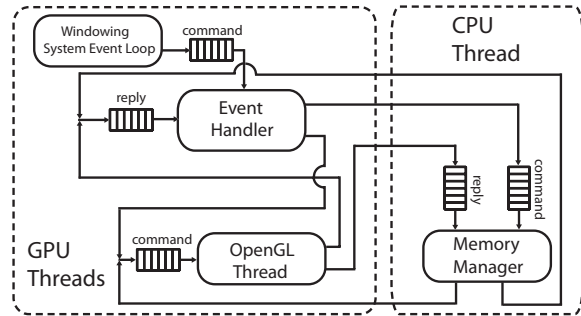 Windowing
System Event Loop
command
CPU
Thread
reply
Event
Handler
reply
command
GPU
Threads
command
OpenGL
Thread
Memory
Manager